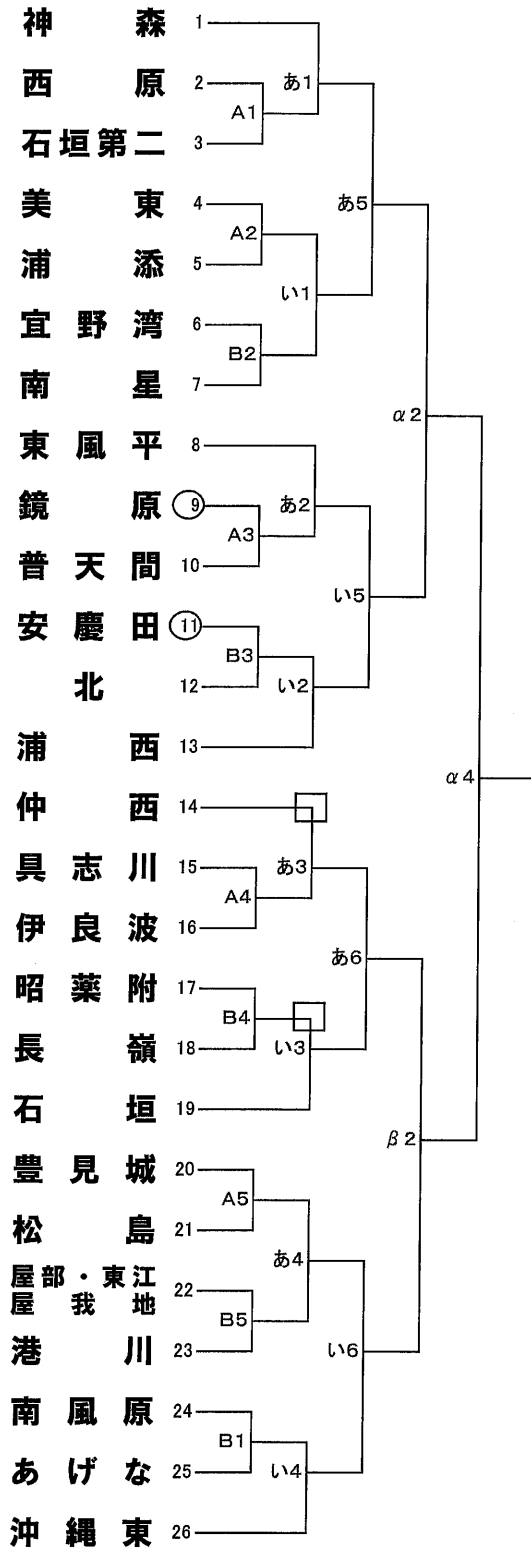 神森 1
西原 2
石垣第二 3
美東 4
浦添 5
宜野湾 6
南星 7
東風平 8
鏡原 9
普天間 10
安慶田 11
北 12
浦西 13
仲西 14
具志川 15
伊良波 16
昭薬附 17
長嶺 18
石垣 19
豊見城 20
松島 21
屋部・東江
屋我地 22
港川 23
南風原 24
あげな 25
沖縄東 26
A1
A2
B2
A3
B3
A4
B4
A5
B5
B1
あ1
い1
あ2
い2
あ3
い3
あ4
い4
あ5
い5
あ6
い6
α2
β2
α4